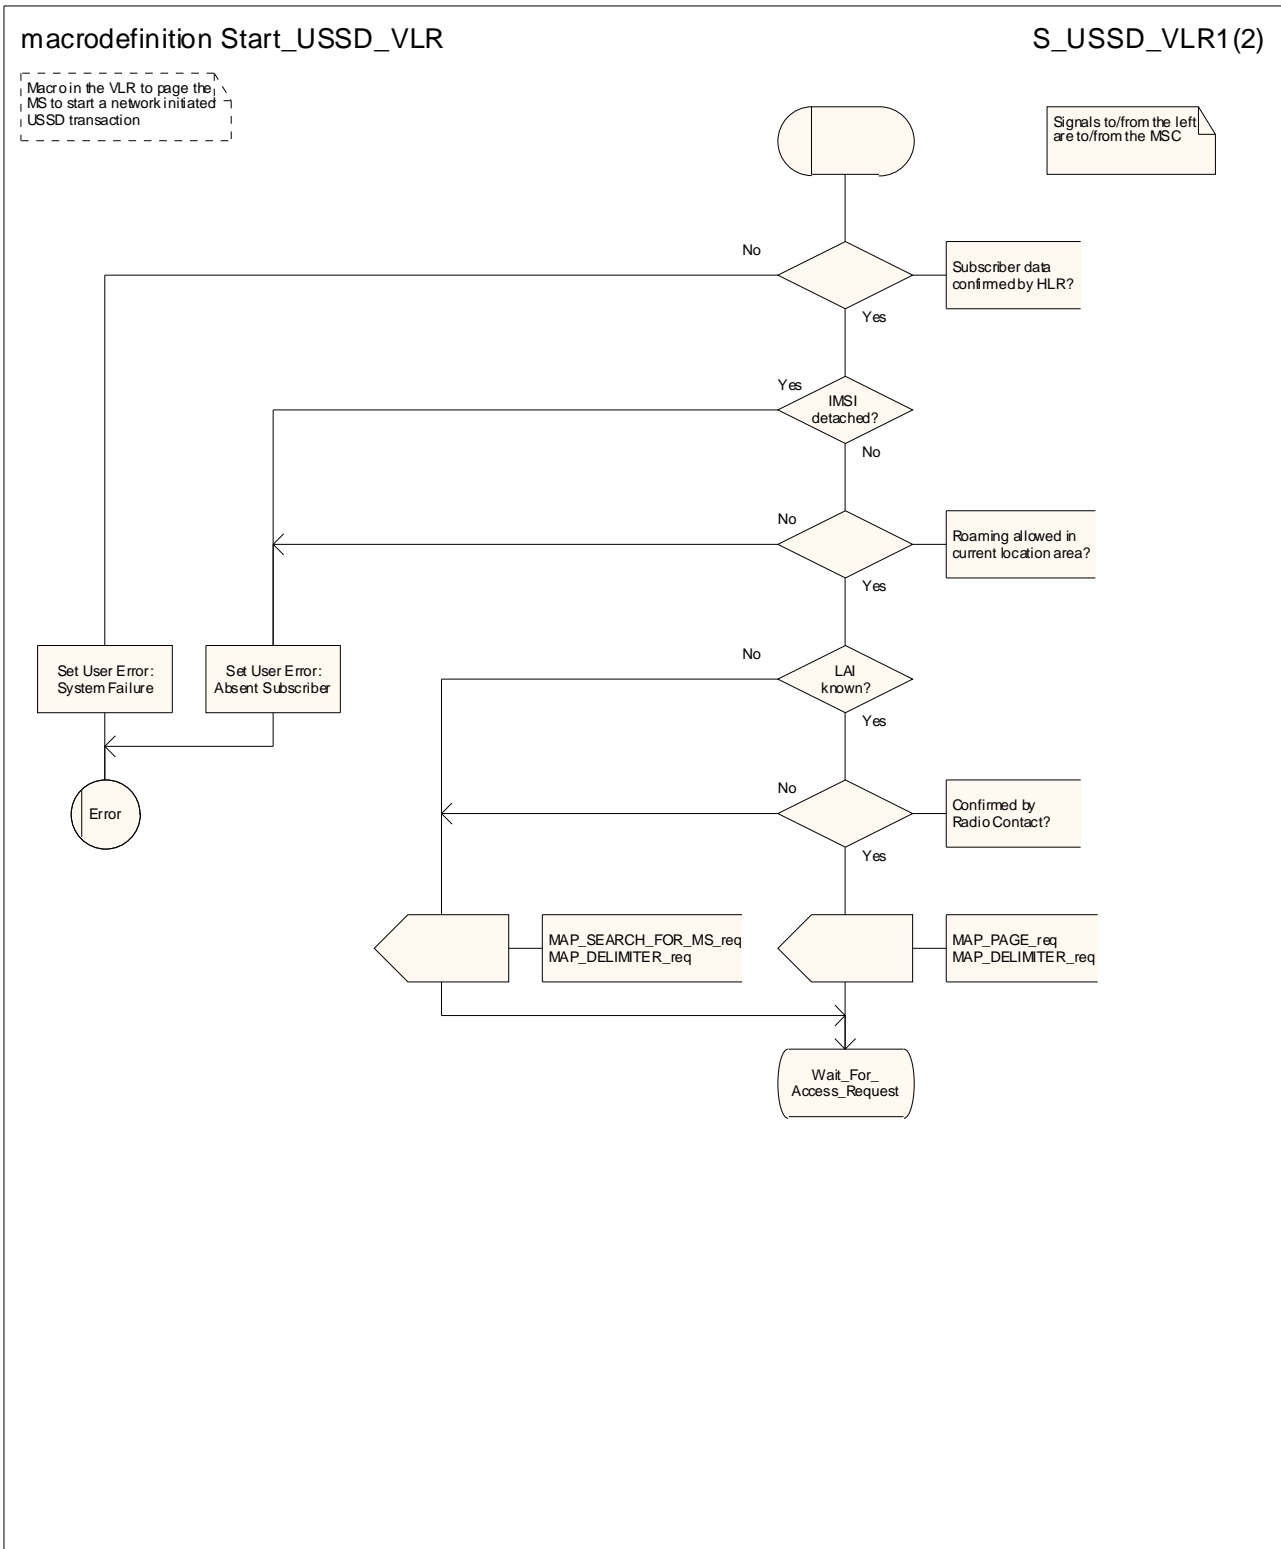 macrodefinition Start_USSD_VLR
S_USSD_VLR1(2)
Macro in the VLR to page the
MS to start a network initiated
USSD transaction
Signals to/from the left
are to/from the MSC
No
Subscriber data
confirmed by HLR?
Yes
Yes
IMSI
detached?
No
No
Roaming allowed in
current location area?
Yes
Set User Error:
System Failure
Set User Error:
Absent Subscriber
No
LAI
known?
Yes
No
Confirmed by
Radio Contact?
Error
Yes
MAP_SEARCH_FOR_MS_req
MAP_DELIMITER_req
MAP_PAGE_req
MAP_DELIMITER_req
Wait_For_
Access_Request